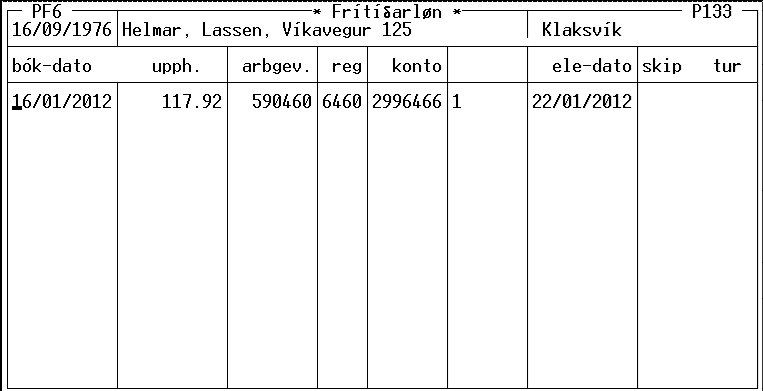 PF6 * Frítíðarløn * P133
16/09/1976 Helmar, Lassen, Víkavegur 125 Klaksvík
bók-dato upph. arbgev. reg konto ele-dato skip tur
16/01/2012 117.92 590460 6460 2996466 1 22/01/2012